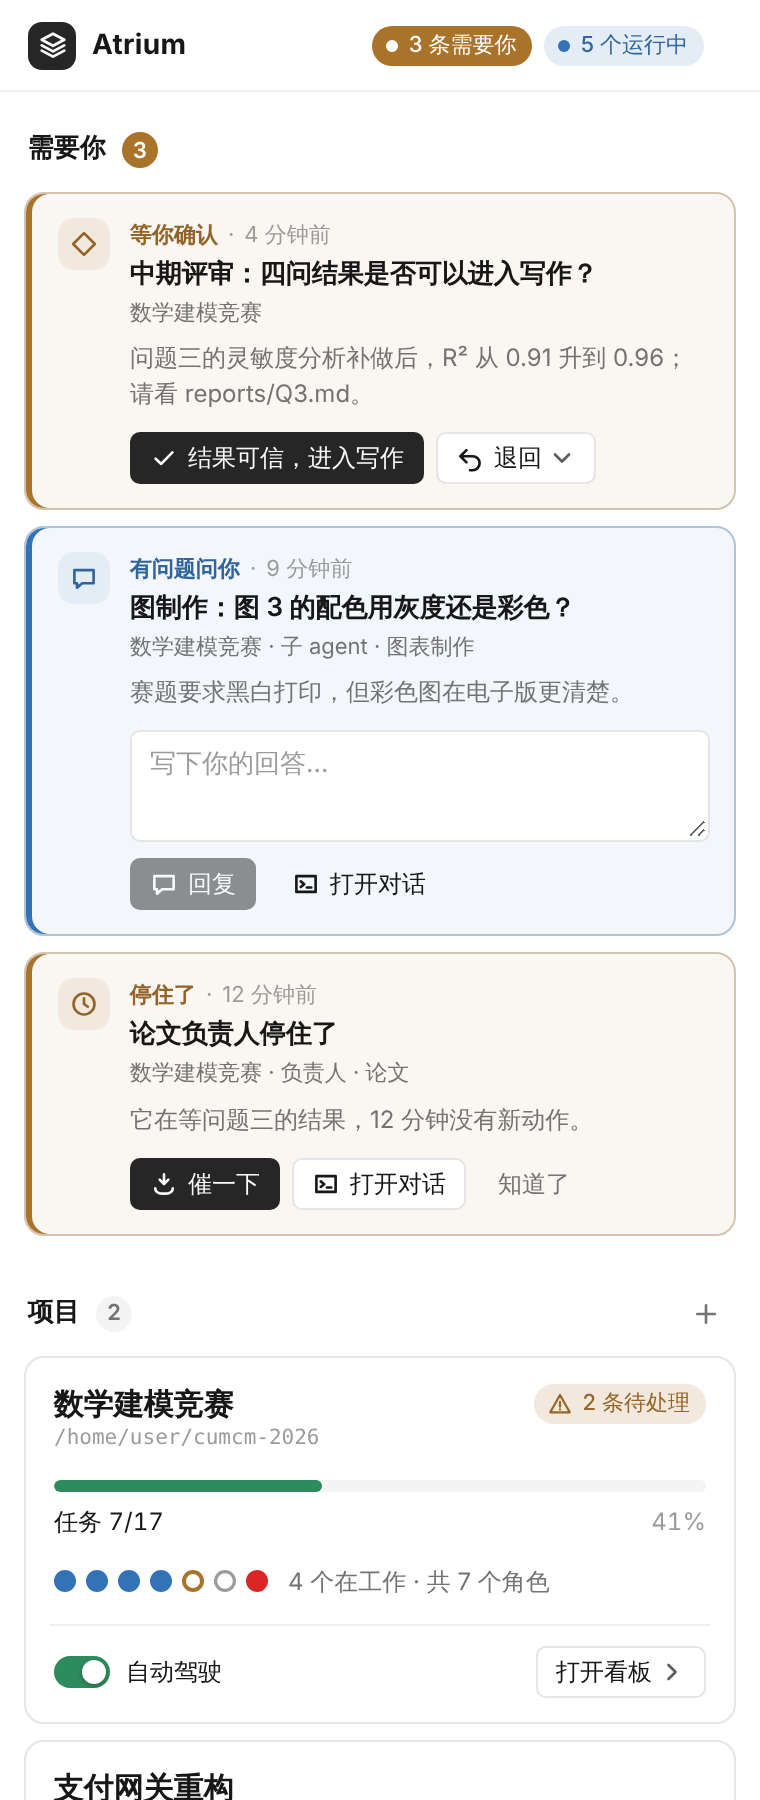 Atrium
3 条需要你
5 个运行中
需要你 3
等你确认 · 4 分钟前
中期评审：四问结果是否可以进入写作？
数学建模竞赛
问题三的灵敏度分析补做后，R² 从 0.91 升到 0.96；
请看 reports/Q3.md。
结果可信，进入写作
退回
有问题问你 · 9 分钟前
图制作：图 3 的配色用灰度还是彩色？
数学建模竞赛 · 子 agent · 图表制作
赛题要求黑白打印，但彩色图在电子版更清楚。
写下你的回答...
回复
打开对话
停住了 · 12 分钟前
论文负责人停住了
数学建模竞赛 · 负责人 · 论文
它在等问题三的结果，12 分钟没有新动作。
催一下
打开对话
知道了
项目 2
数学建模竞赛
2 条待处理
/home/user/cumcm-2026
任务 7/17
41%
4 个在工作 · 共 7 个角色
自动驾驶
打开看板
支付网关重构